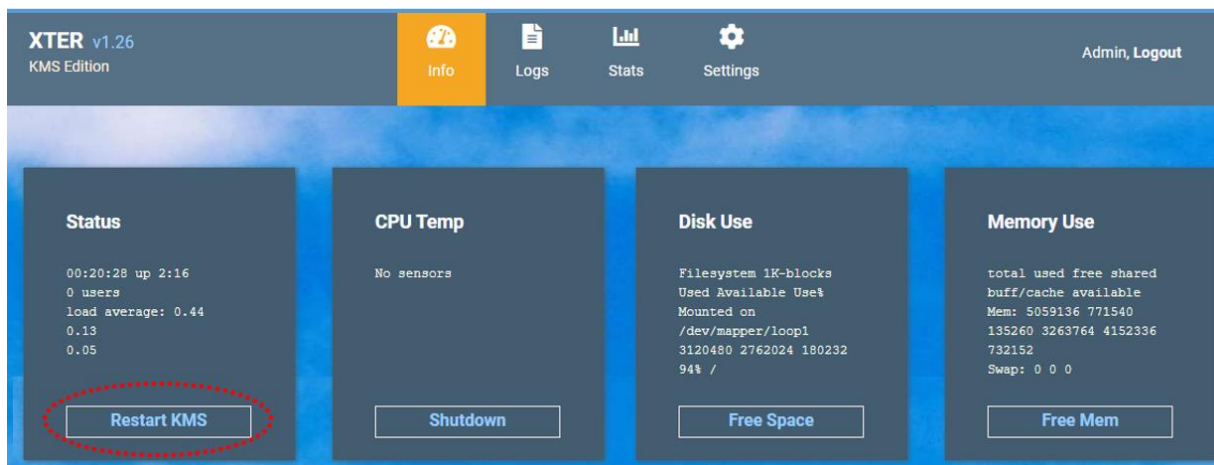 XTER v1.26
KMS Edition
Info
Logs
Stats
Settings
Admin, Logout
Status
00:20:28 up 2:16
0 users
load average: 0.44
0.13
0.05
Restart KMS
CPU Temp
No sensors
Shutdown
Disk Use
Filesystem 1K-blocks
Used Available Use%
Mounted on
/dev/mapper/loop1
3120480 2762024 180232
94% /
Free Space
Memory Use
total used free shared
buff/cache available
Mem: 5059136 771540
135260 3263764 4152336
732152
Swap: 0 0 0
Free Mem